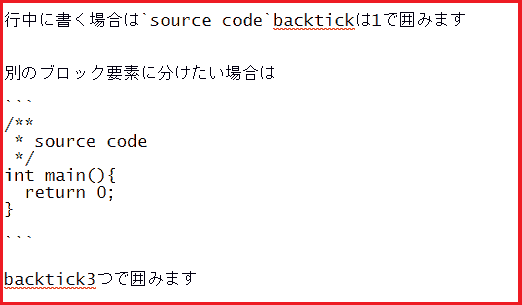 行中に書く場合は`source code`backtickは1で囲みます
別のブロック要素に分けたい場合は
```
/**
 * source code
 */
int main(){
  return 0;
}
```
backtick3つで囲みます